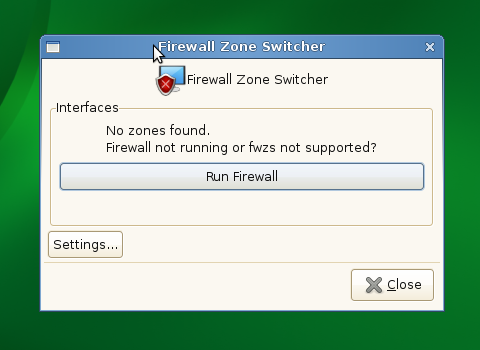 Firewall Zone Switcher
Firewall Zone Switcher
Interfaces
No zones found.
Firewall not running or fwzs not supported?
Run Firewall
Settings...
Close